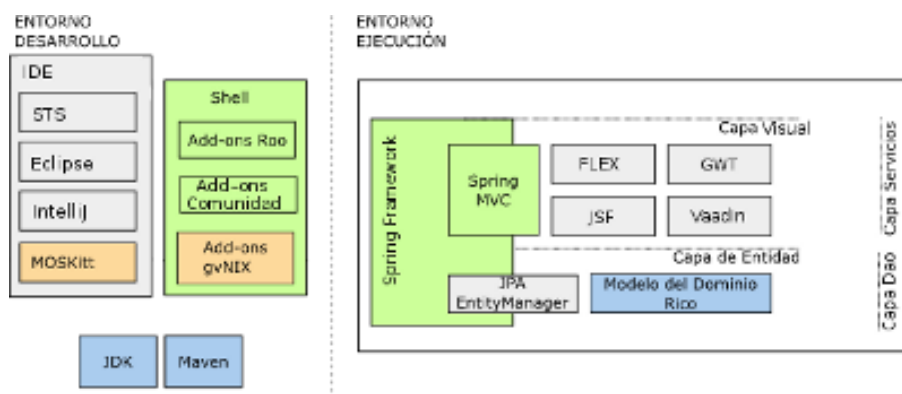 ENTORNO
DESARROLLO
IDE
STS
Eclipse
IntelliJ
MOSKitt
Shell
Add-ons Roo
Add-ons
Comunidad
Add-ons
gvNIX
JDK
Maven
ENTORNO
EJECUCIÓN
Spring Framework
Capa Visual
Spring
MVC
FLEX
GWT
JSF
Vaadin
Capa de Entidad
JPA
EntityManager
Modelo del Dominio
Rico
Capa Servicios
Capa Dao